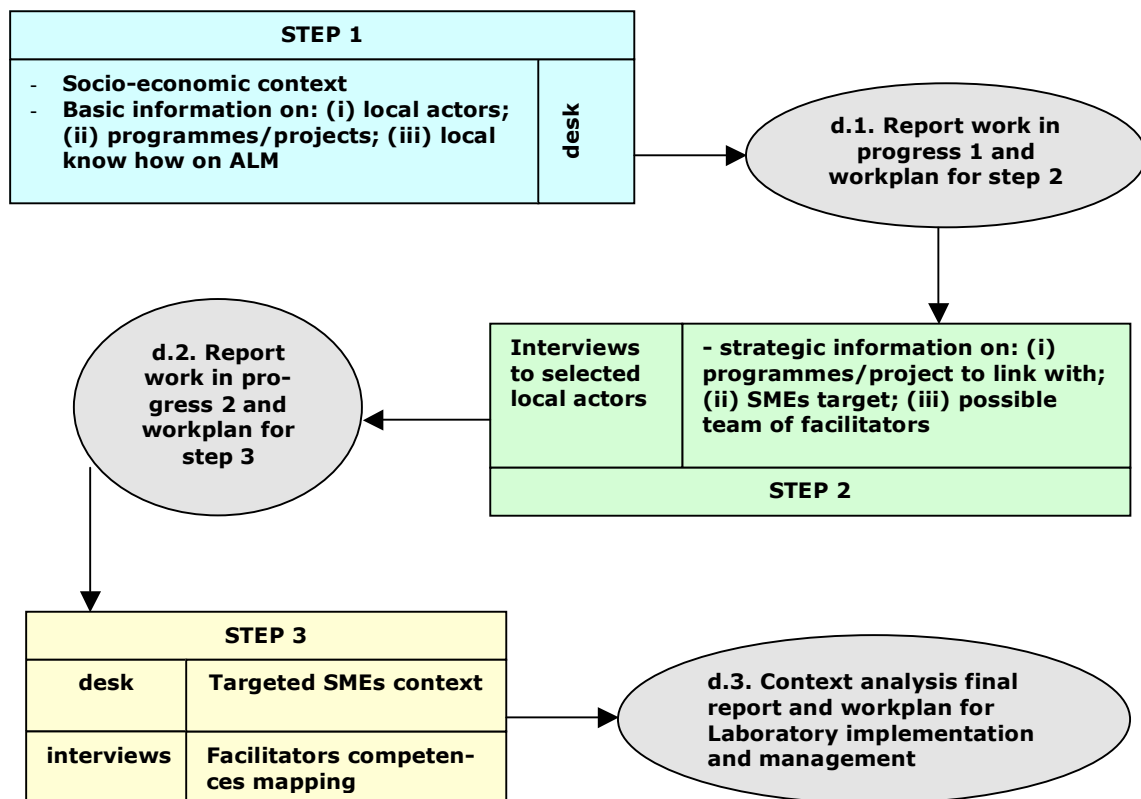 STEP 1
- Socio-economic context
- Basic information on: (i) local actors;
(ii) programmes/projects; (iii) local
know how on ALM
desk
d.1. Report work in
progress 1 and
workplan for step 2
d.2. Report
work in pro-
gress 2 and
workplan for
step 3
Interviews
to selected
local actors
- strategic information on: (i)
programmes/project to link with;
(ii) SMEs target; (iii) possible
team of facilitators
STEP 2
STEP 3
desk
Targeted SMEs context
interviews
Facilitators competen-
ces mapping
d.3. Context analysis final
report and workplan for
Laboratory implementation
and management